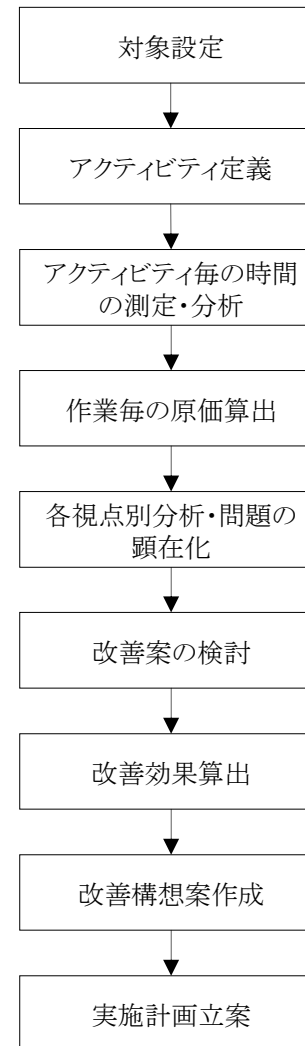 対象設定
アクティビティ定義
アクティビティ毎の時間
の測定・分析
作業毎の原価算出
各視点別分析・問題の
顕在化
改善案の検討
改善効果算出
改善構想案作成
実施計画立案